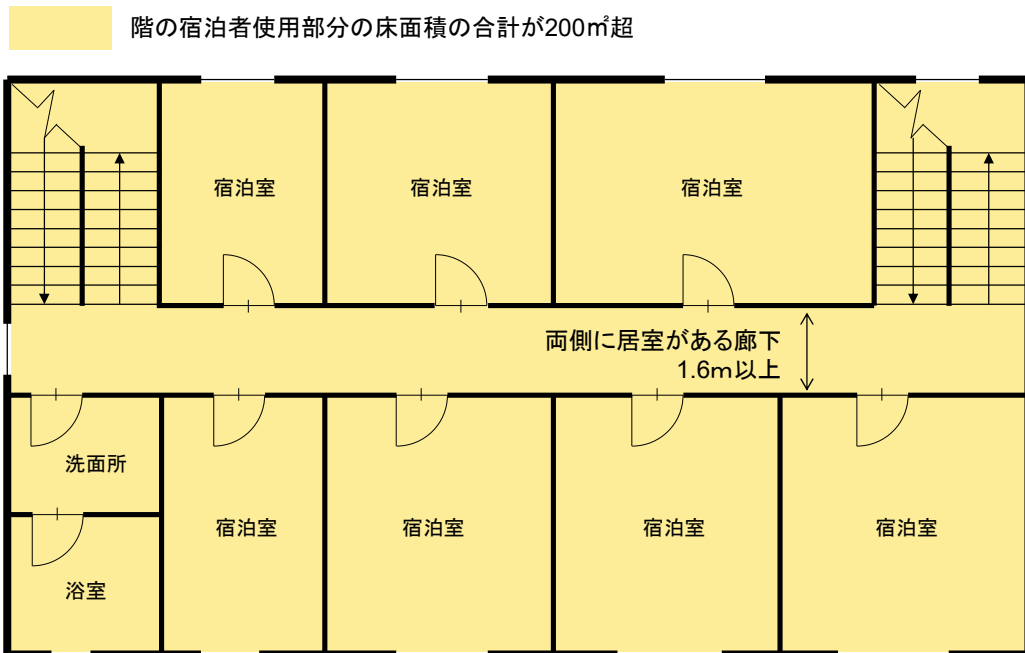 階の宿泊者使用部分の床面積の合計が200㎡超
宿泊室
宿泊室
宿泊室
両側に居室がある廊下
1.6m以上
洗面所
宿泊室
宿泊室
宿泊室
宿泊室
浴室